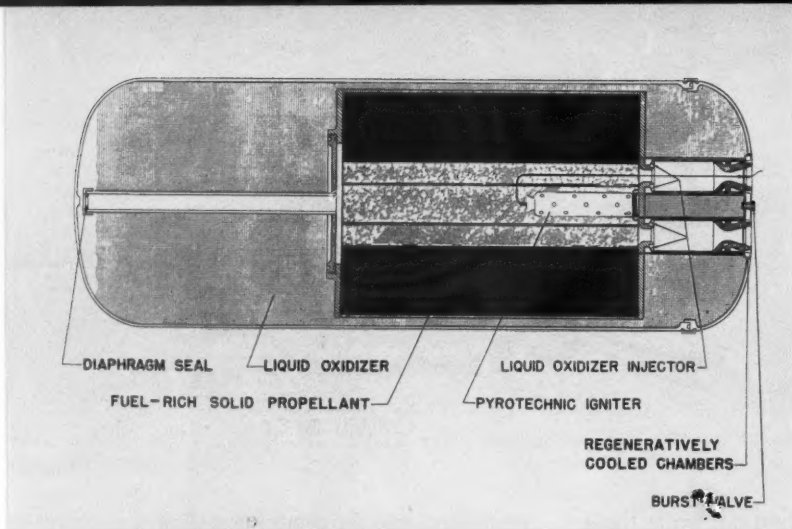 DIAPHRAGM SEAL
LIQUID OXIDIZER
LIQUID OXIDIZER INJECTOR
FUEL-RICH SOLID PROPELLANT
PYROTECHNIC IGNITER
REGENERATIVELY
COOLED CHAMBERS
BURST VALVE